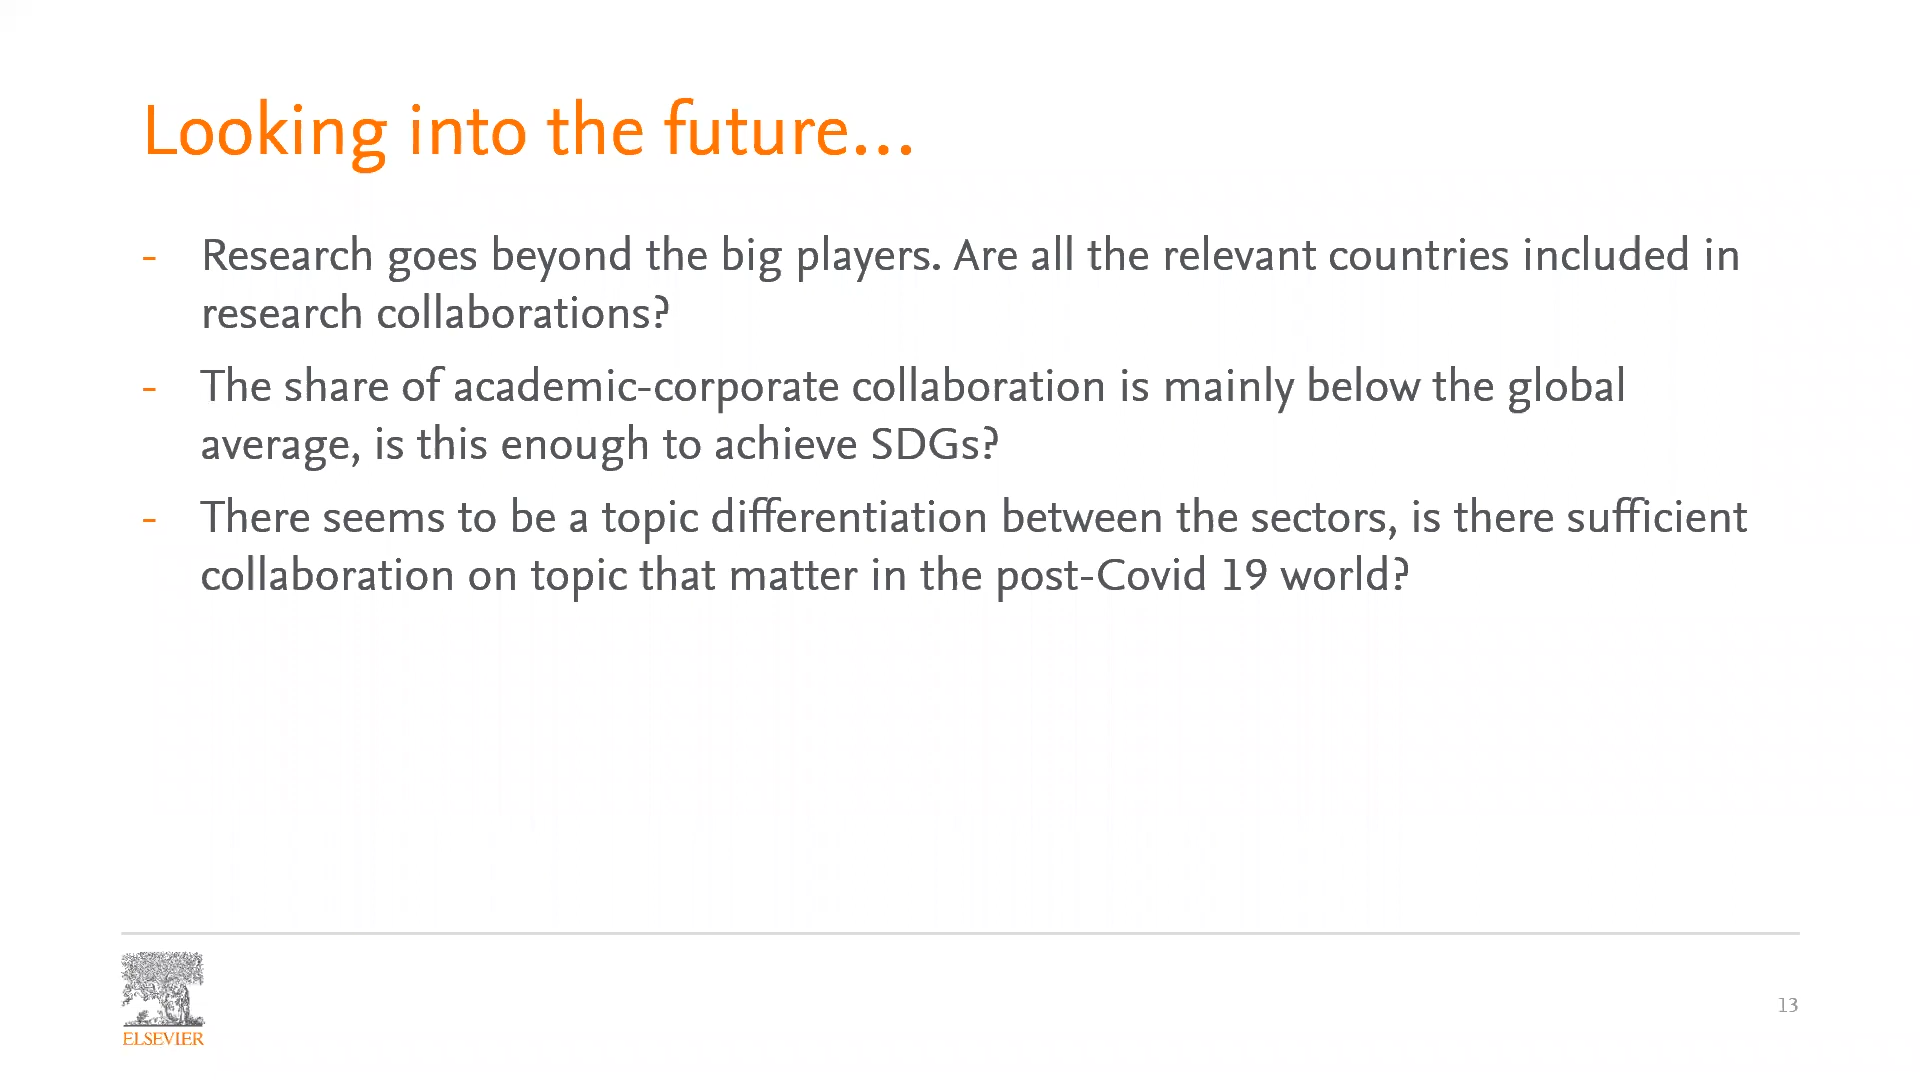 Looking into the future...
- Research goes beyond the big players. Are all the relevant countries included in
research collaborations?
- The share of academic-corporate collaboration is mainly below the global
average, is this enough to achieve SDGs?
- There seems to be a topic differentiation between the sectors, is there sufficient
collaboration on topic that matter in the post-Covid 19 world?
ELSEVIER
13